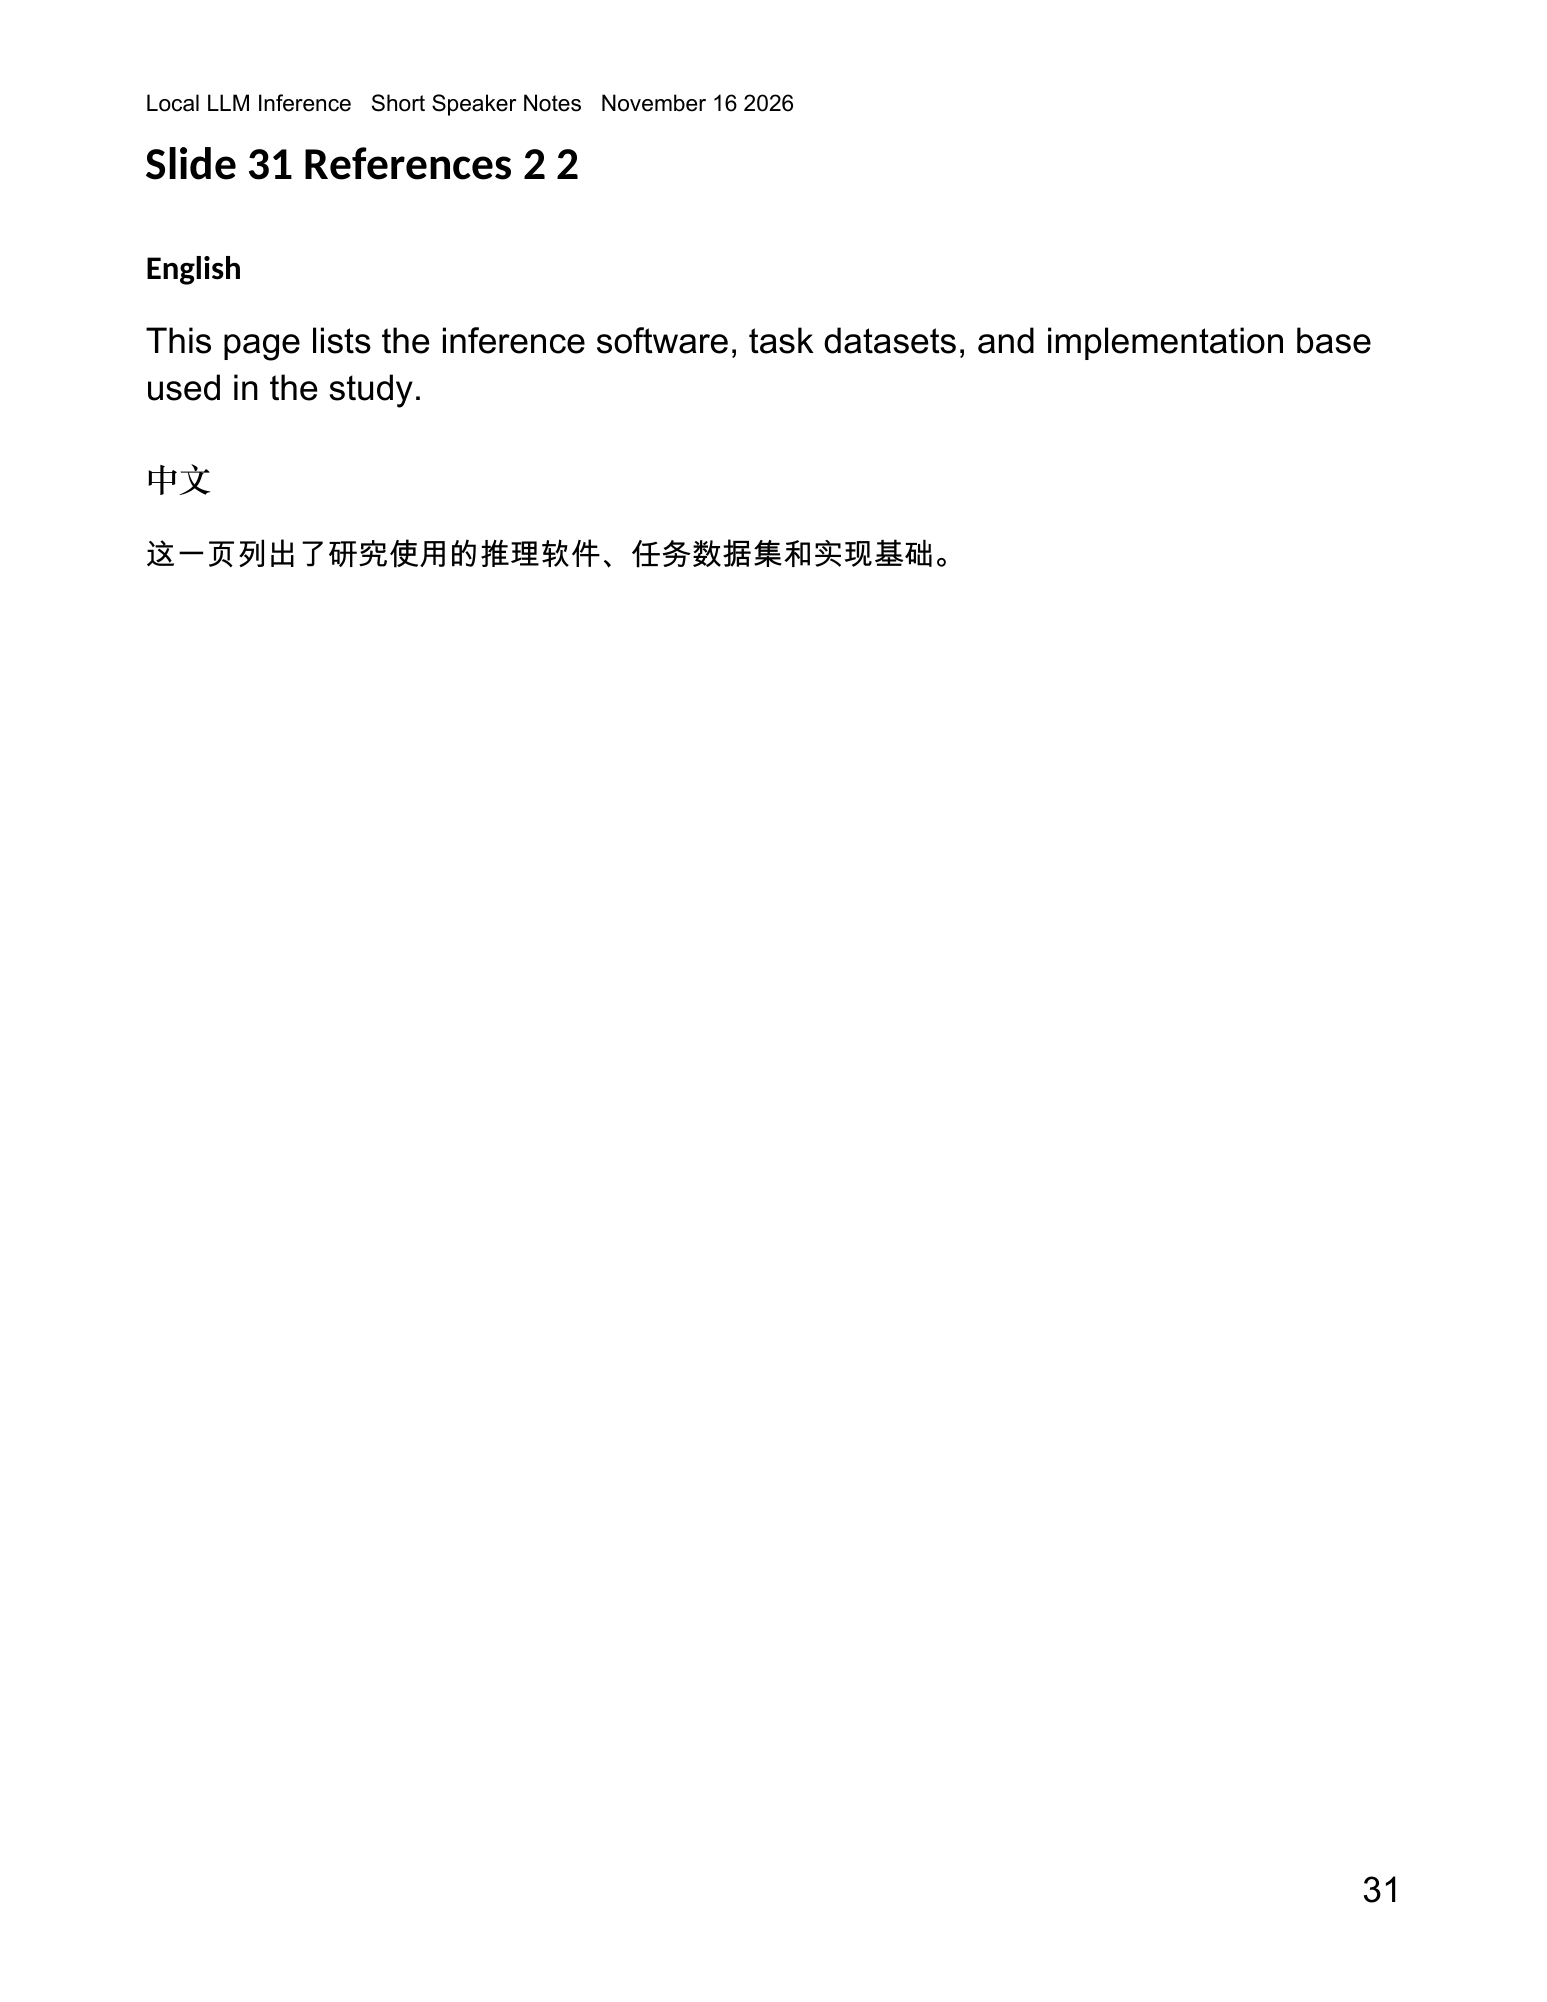 Local LLM Inference   Short Speaker Notes   November 16 2026
Slide 31 References 2 2
English
This page lists the inference software, task datasets, and implementation base
used in the study.
中文
这一页列出了研究使用的推理软件、任务数据集和实现基础。
31